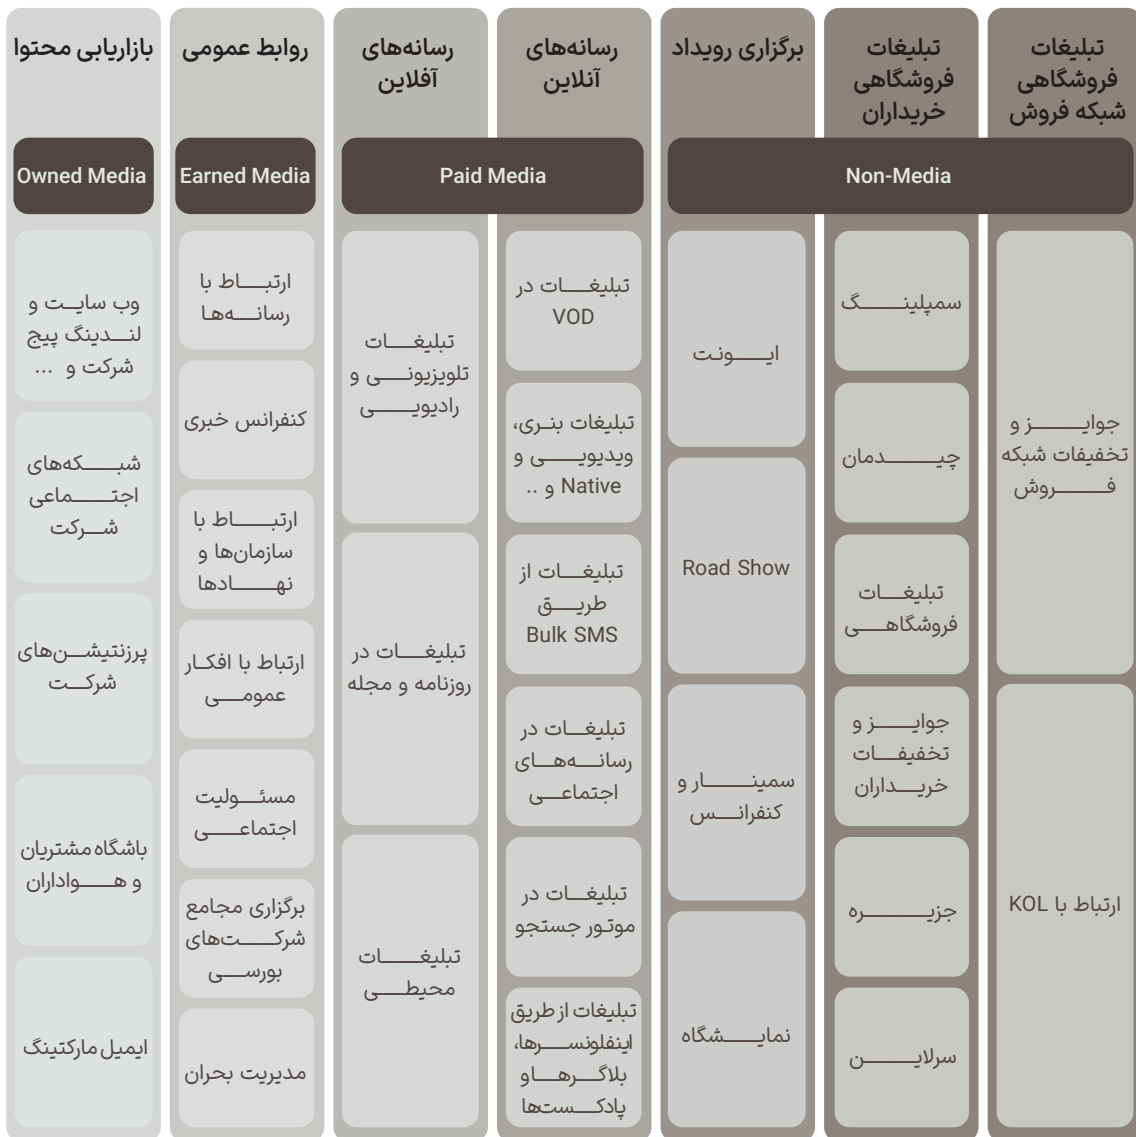 تبلیغات
فروشگاهی
شبکه فروش
تبلیغات
فروشگاهی
خریداران
برگزاری رویداد
رسانه‌های
آنلاین
رسانه‌های
آفلاین
روابط عمومی
بازاریابی محتوا
Non-Media
Paid Media
Earned Media
Owned Media
جوایز و
تخفیفات شبکه
فروش
ارتباط با KOL
سمپلینگ
چیدمان
تبلیغات
فروشگاهی
جوایز و
تخفیفات
خریداران
جزیره
سرلاین
ایونت
Road Show
سمینار و
کنفرانس
نمایشگاه
تبلیغات در
VOD
تبلیغات بنری،
ویدیویی و
Native و ..
تبلیغات از
طریق
Bulk SMS
تبلیغات در
رسانه‌های
اجتماعی
تبلیغات در
موتور جستجو
تبلیغات از طریق
اینفلونسرها،
بلاگرها و
پادکست‌ها
تبلیغات
تلویزیونی و
رادیویی
تبلیغات در
روزنامه و مجله
تبلیغات
محیطی
ارتباط با
رسانه‌ها
کنفرانس خبری
ارتباط با
سازمان‌ها و
نهادها
ارتباط با افکار
عمومی
مسئولیت
اجتماعی
برگزاری مجامع
شرکت‌های
بورسی
مدیریت بحران
وب سایت و
لندینگ پیج
شرکت و ...
شبکه‌های
اجتماعی
شرکت
پرزنتیشن‌های
شرکت
باشگاه مشتریان
و هواداران
ایمیل مارکتینگ